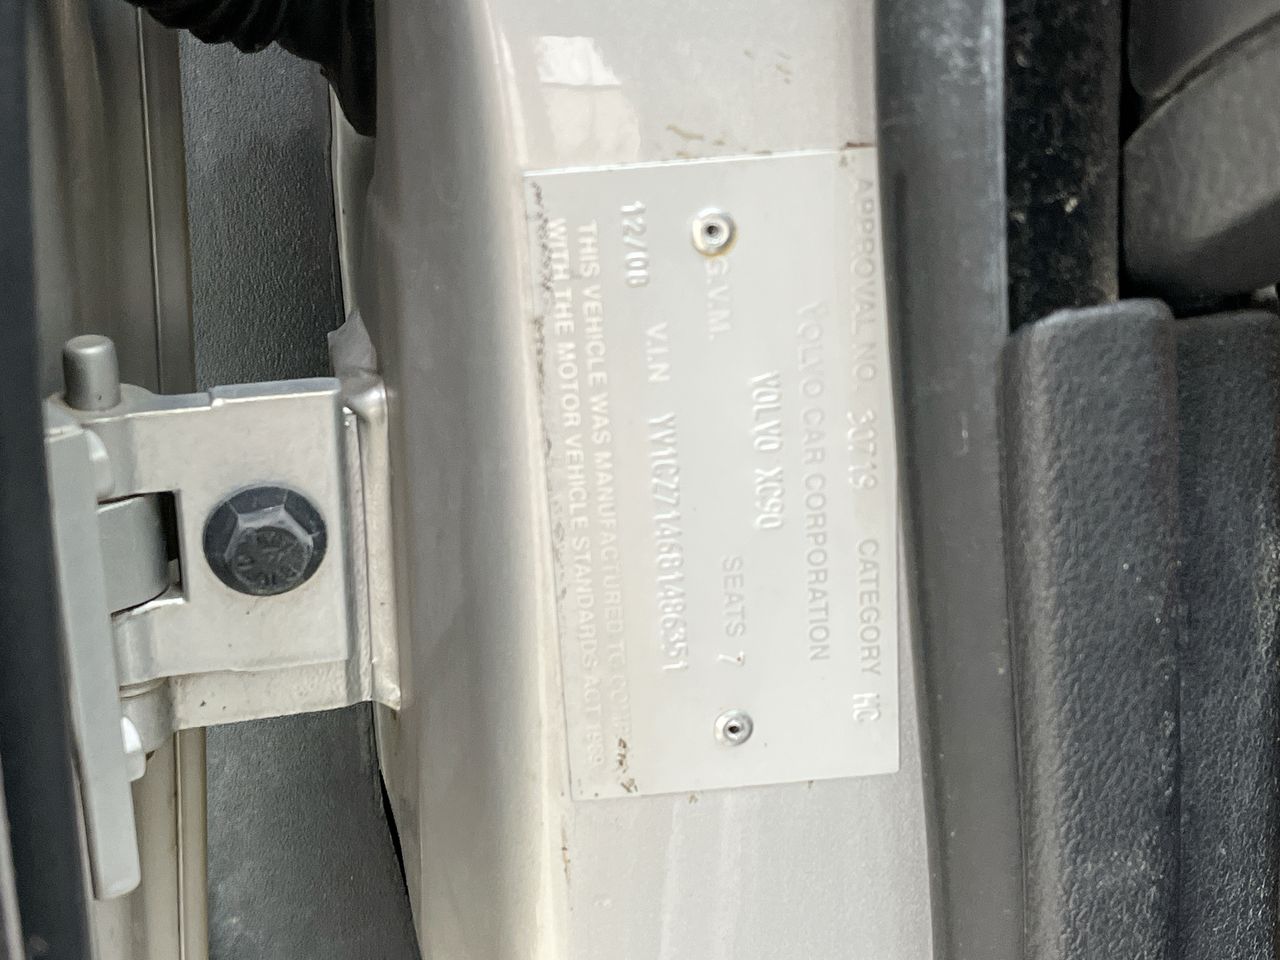 APPROVAL NO. 30719 CATEGORY MC
VOLVO CAR CORPORATION
VOLVO XC90
G.V.M. SEATS 7
V.I.N YV1CZ714681486351
12/08
THIS VEHICLE WAS MANUFACTURED TO COMPLY
WITH THE MOTOR VEHICLE STANDARDS ACT 1989